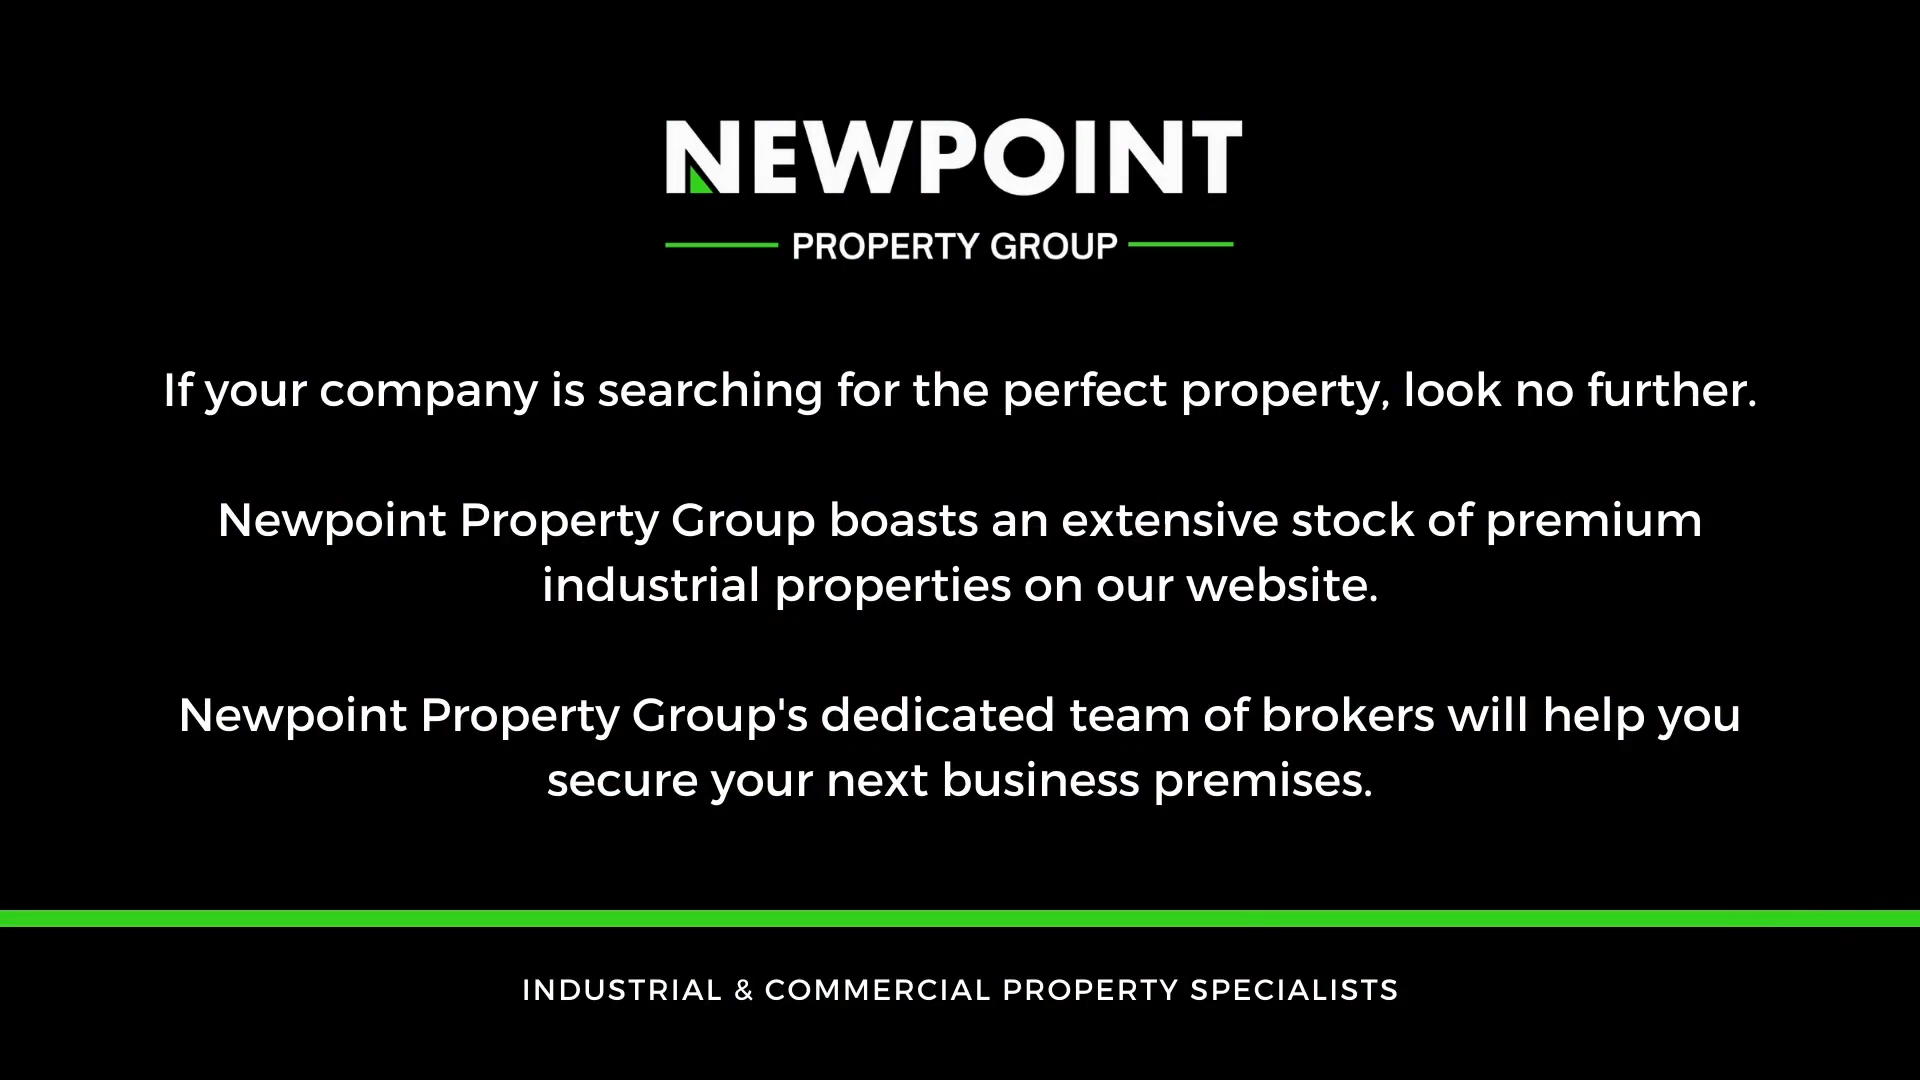 NEWPOINT
PROPERTY GROUP
If your company is searching for the perfect property, look no further.
Newpoint Property Group boasts an extensive stock of premium
industrial properties on our website.
Newpoint Property Group's dedicated team of brokers will help you
secure your next business premises.
INDUSTRIAL & COMMERCIAL PROPERTY SPECIALISTS